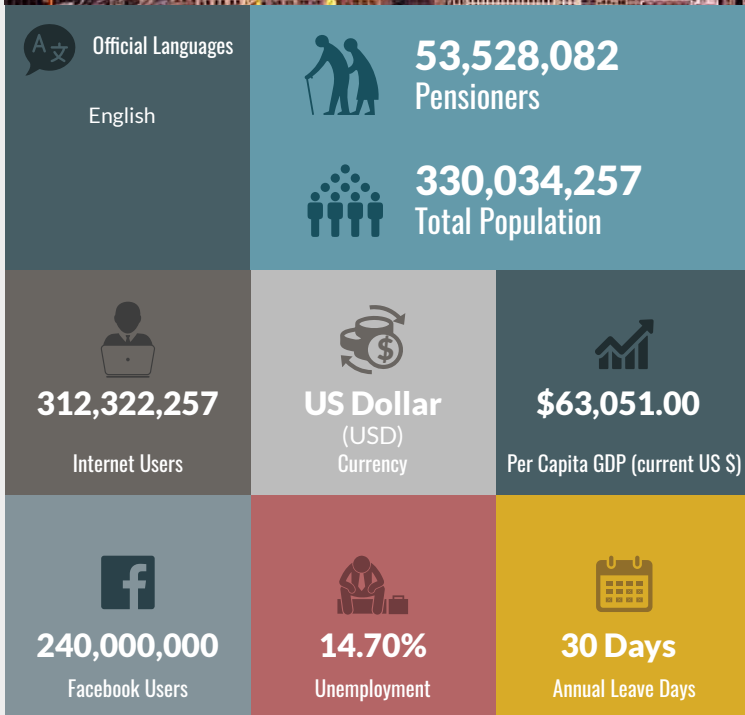 A 文
Official Languages
English
53,528,082
Pensioners
330,034,257
Total Population
312,322,257
Internet Users
$
US Dollar
(USD)
Currency
$63,051.00
Per Capita GDP (current US $)
f
240,000,000
Facebook Users
14.70%
Unemployment
30 Days
Annual Leave Days